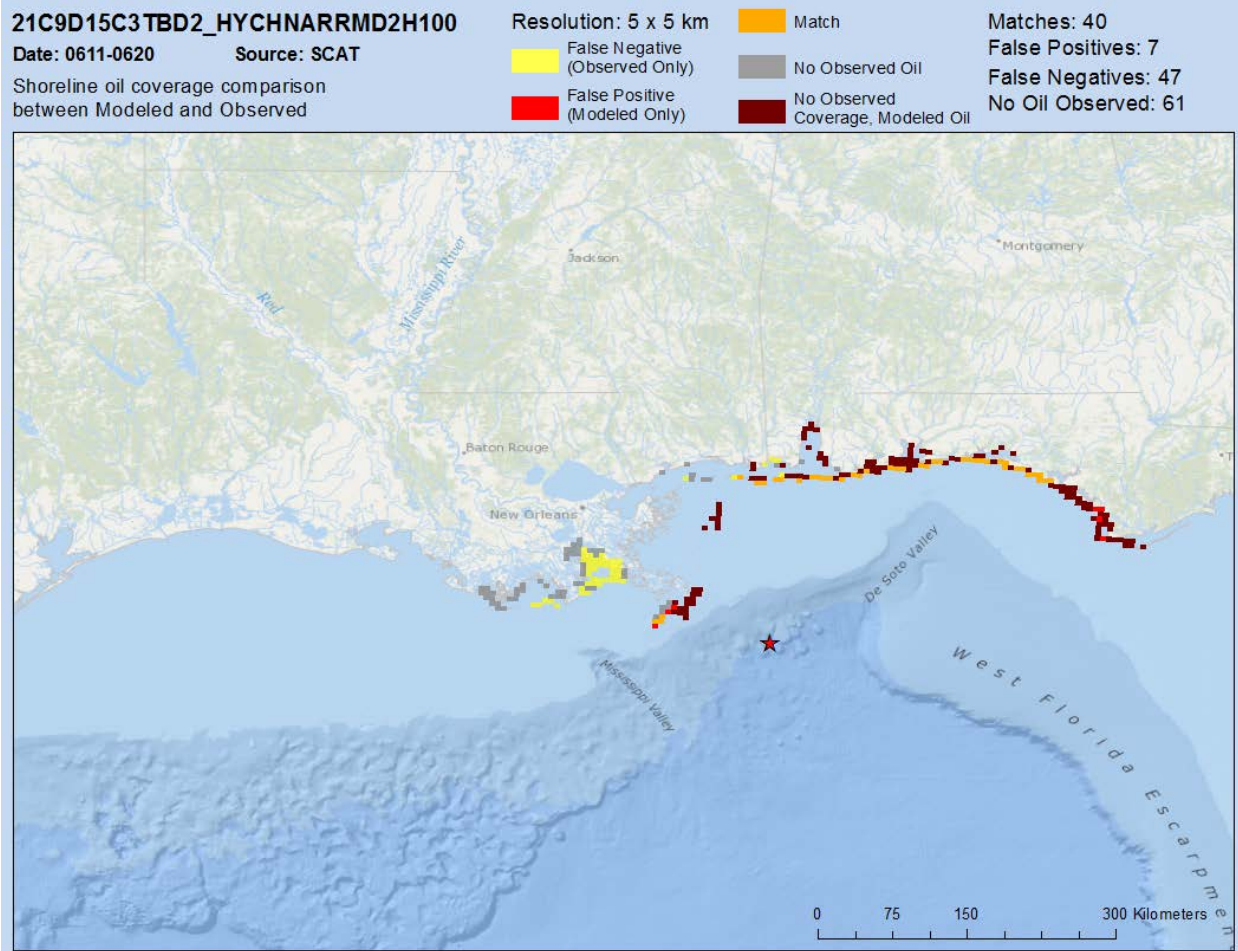 21C9D15C3TBD2_HYCHNARRMD2H100
Date: 0611-0620 Source: SCAT
Shoreline oil coverage comparison
between Modeled and Observed
Resolution: 5 x 5 km
False Negative
(Observed Only)
False Positive
(Modeled Only)
Match
No Observed Oil
No Observed
Coverage, Modeled Oil
Matches: 40
False Positives: 7
False Negatives: 47
No Oil Observed: 61
Montgomery
Jackson
Mississippi River
Red
Baton Rouge
T
New Orleans
De Soto Valley
Mississippi Valley
West Florida Escarpmen
0 75 150 300 Kilometers